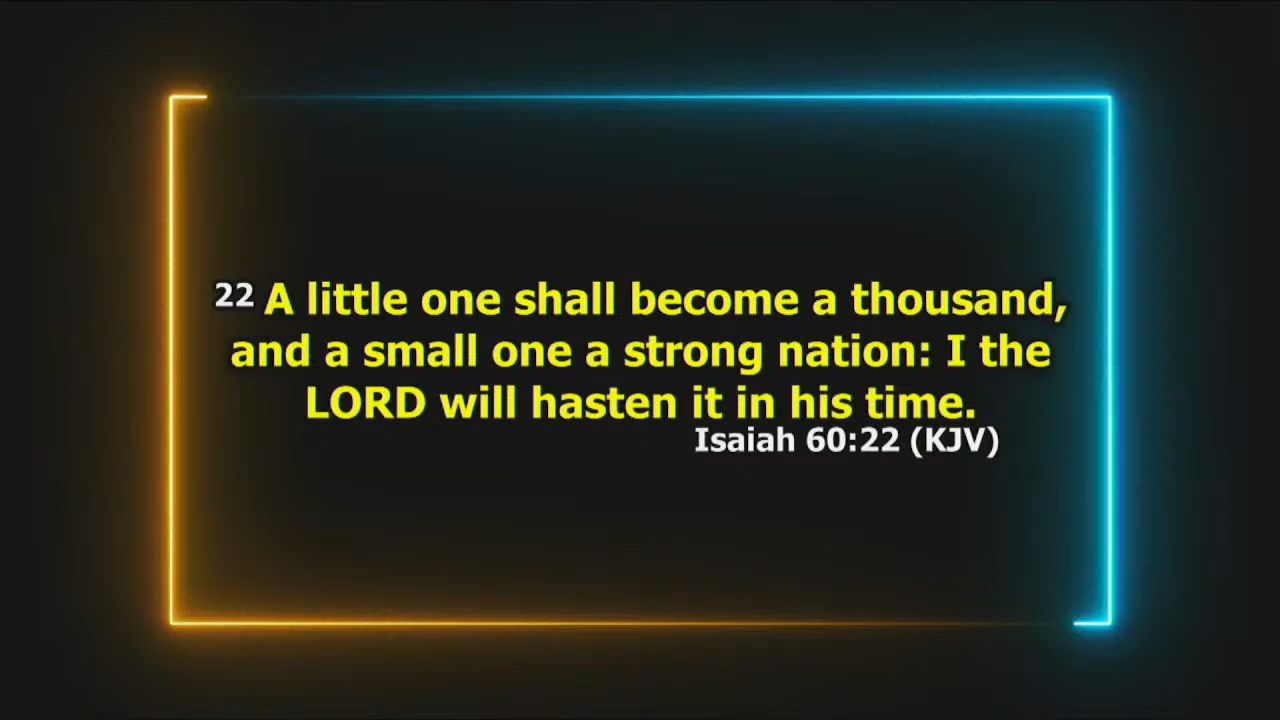 22 A little one shall become a thousand,
and a small one a strong nation: I the
LORD will hasten it in his time.
Isaiah 60:22 (KJV)